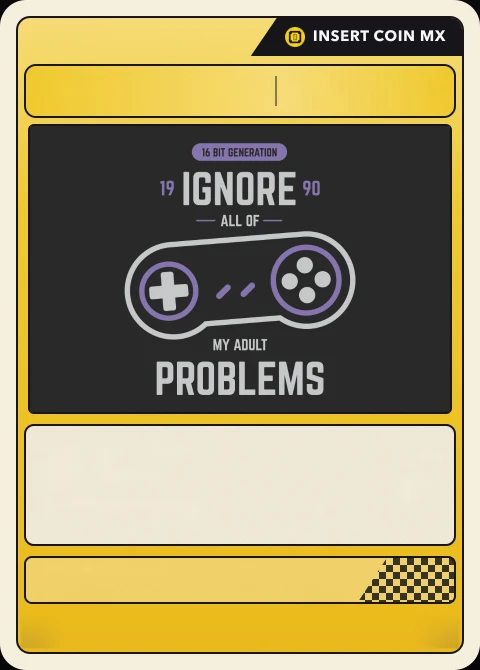 INSERT COIN MX
16 BIT GENERATION
19 IGNORE 90
ALL OF
MY ADULT
PROBLEMS